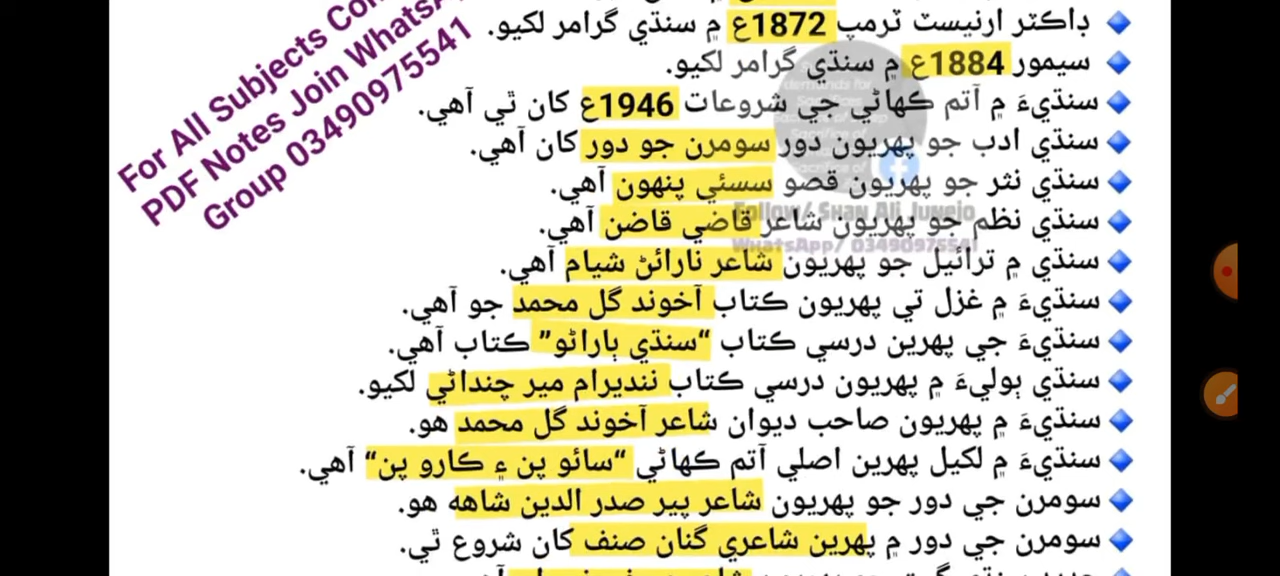 For All Subjects
PDF Notes Join
Group 03490975541
ڊاڪٽر ارنيسٽ ٽرمپ 1872ع ۾ سنڌي گرامر لکيو.
سيمور 1884ع ۾ سنڌي گرامر لکيو.
سنڌيءَ ۾ آتم ڪهاڻي جي شروعات 1946ع کان ٿي آهي.
سنڌي ادب جو پهريون دور سومرن جو دور کان آهي.
سنڌي نثر جو پهريون قصو سسئي پنهون آهي.
سنڌي نظم جو پهريون شاعر قاضي قاضن آهي.
Follow/ Shan Ali Junejo
WhatsApp/ 03490975541
سنڌي ۾ ترائيل جو پهريون شاعر نارائڻ شيام آهي.
سنڌيءَ ۾ غزل تي پهريون ڪتاب آخوند گل محمد جو آهي.
سنڌيءَ جي پهرين درسي ڪتاب “سنڌي ٻاراڻو” ڪتاب آهي.
سنڌي ٻوليءَ ۾ پهريون درسي ڪتاب ننديرام مير چنداڻي لکيو.
سنڌيءَ ۾ پهريون صاحب ديوان شاعر آخوند گل محمد هو.
سنڌيءَ ۾ لکيل پهرين اصلي آتم ڪهاڻي “سائو پن ۽ ڪارو پن“ آهي.
سومرن جي دور جو پهريون شاعر پير صدر الدين شاهه هو.
سومرن جي دور ۾ پهرين شاعري گنان صنف کان شروع ٿي.